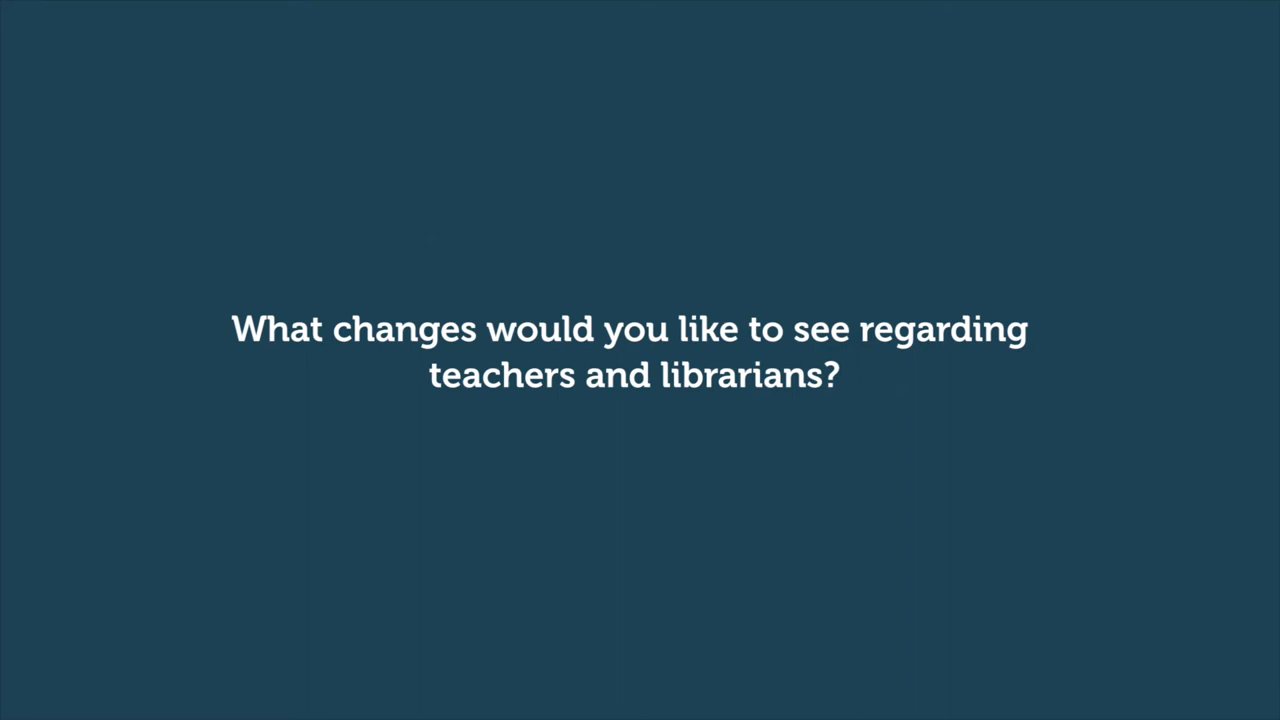 What changes would you like to see regarding
teachers and librarians?